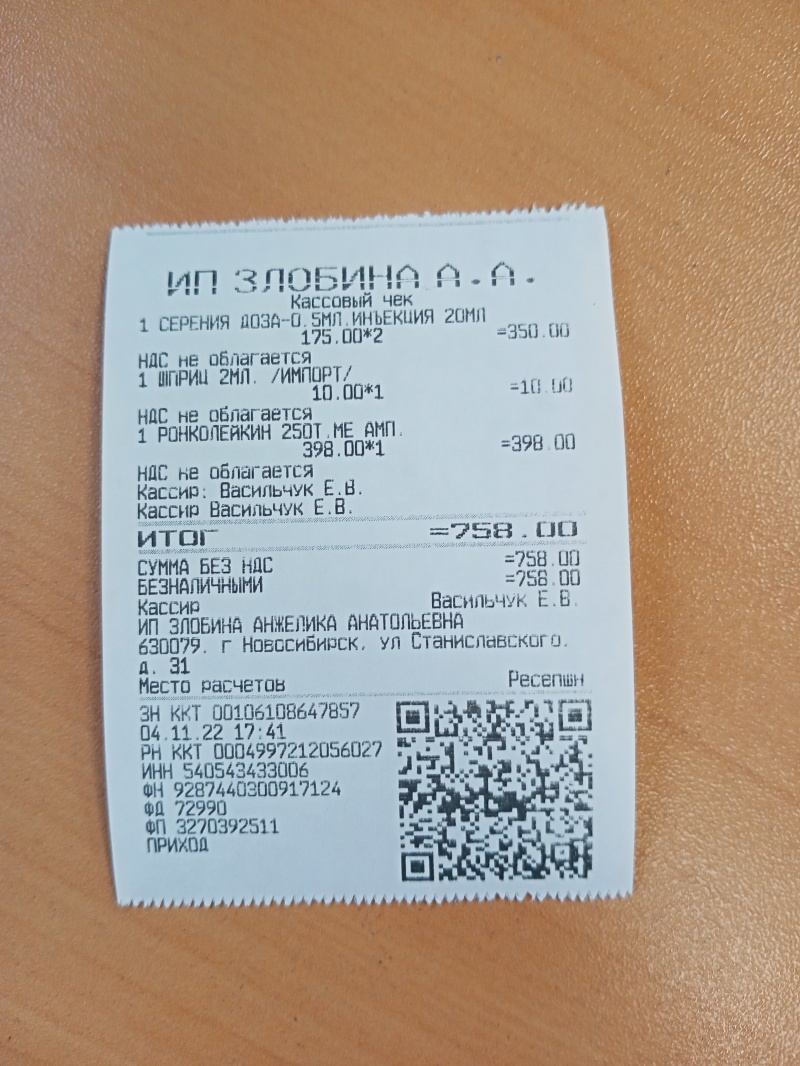 ИП ЗЛОБИНА А.А.
Кассовый чек
1 СЕРЕНИЯ ДОЗА-0.5МЛ.ИНЪЕКЦИЯ 20МЛ
175.00*2 =350.00
НДС не облагается
1 ШПРИЦ 2МЛ. /ИМПОРТ/
10.00*1 =10.00
НДС не облагается
1 РОНКОЛЕЙКИН 250Т.МЕ АМП.
398.00*1 =398.00
НДС не облагается
Кассир: Васильчук Е.В.
Кассир Васильчук Е.В.
ИТОГ =758.00
СУММА БЕЗ НДС =758.00
БЕЗНАЛИЧНЫМИ =758.00
Кассир Васильчук Е.В.
ИП ЗЛОБИНА АНЖЕЛИКА АНАТОЛЬЕВНА
630079. г Новосибирск. ул Станиславского.
д. 31
Место расчетов Ресепшн
ЗН ККТ 00106108647857
04.11.22 17:41
РН ККТ 0004997212056027
ИНН 540543433006
ФН 9287440300917124
ФД 72990
ФП 3270392511
ПРИХОД